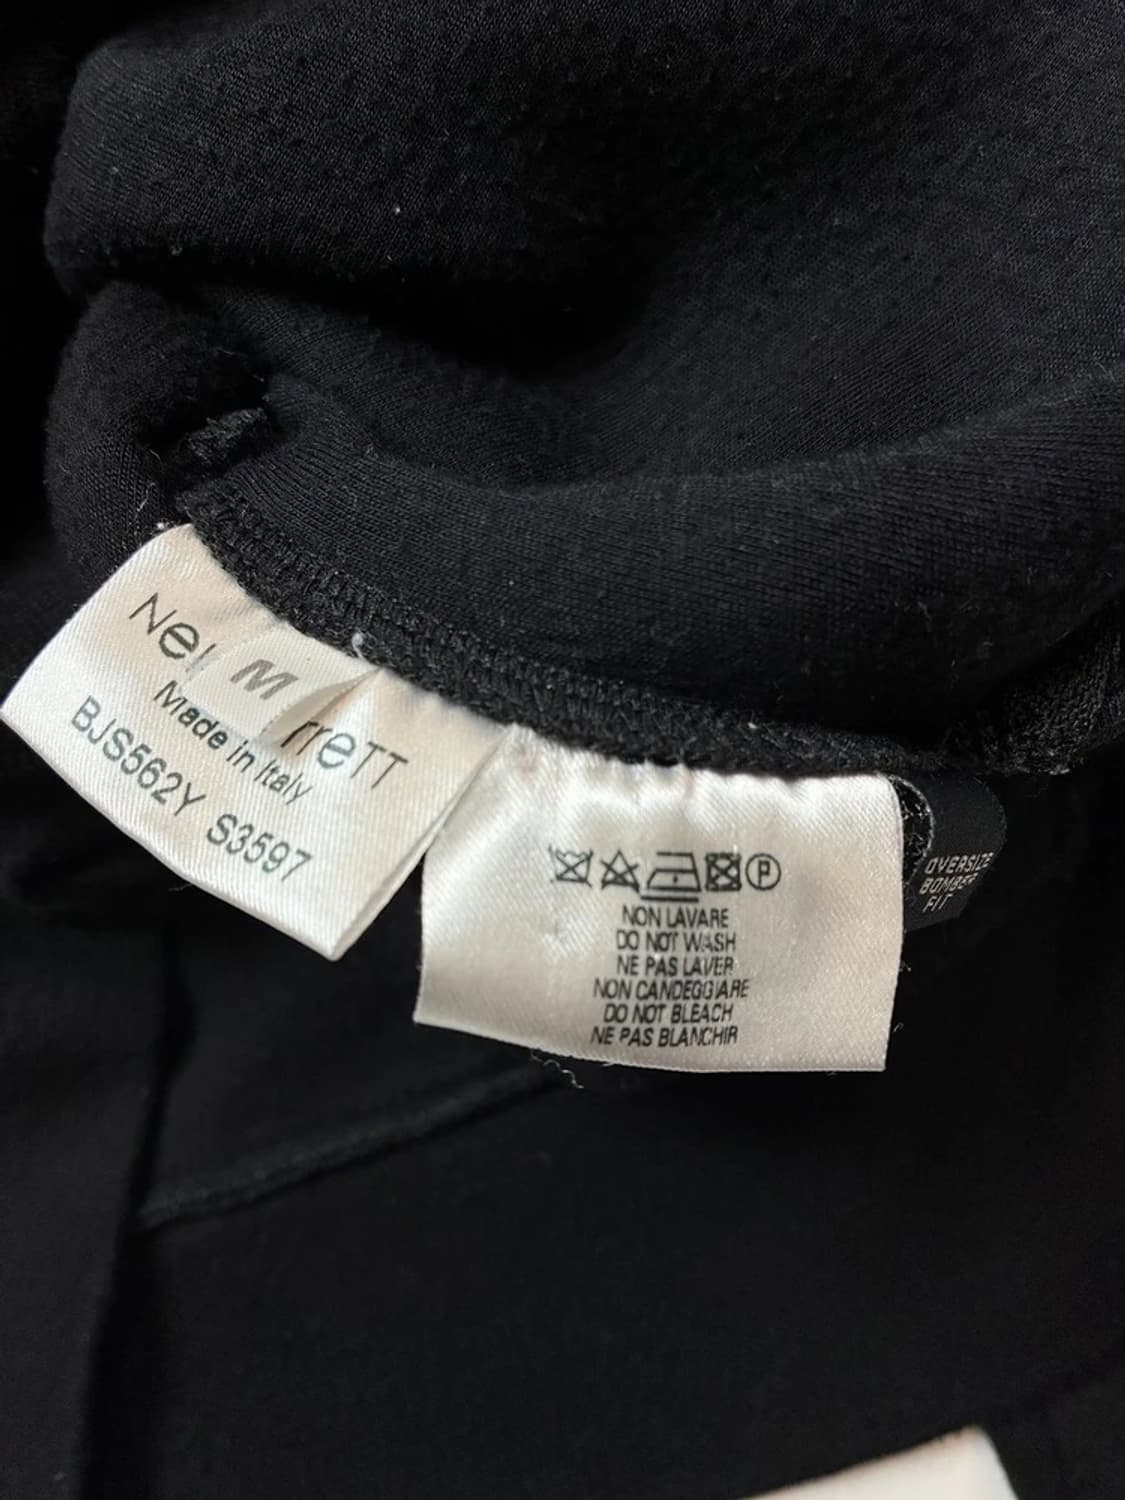 Ne
M
rreTT
Made in Italy
BJS562Y S3597
P
NON LAVARE
DO NOT WASH
NE PAS LAVER
NON CANDEGGIARE
DO NOT BLEACH
NE PAS BLANCHIR
OVERSIZE
BOMBER
FIT